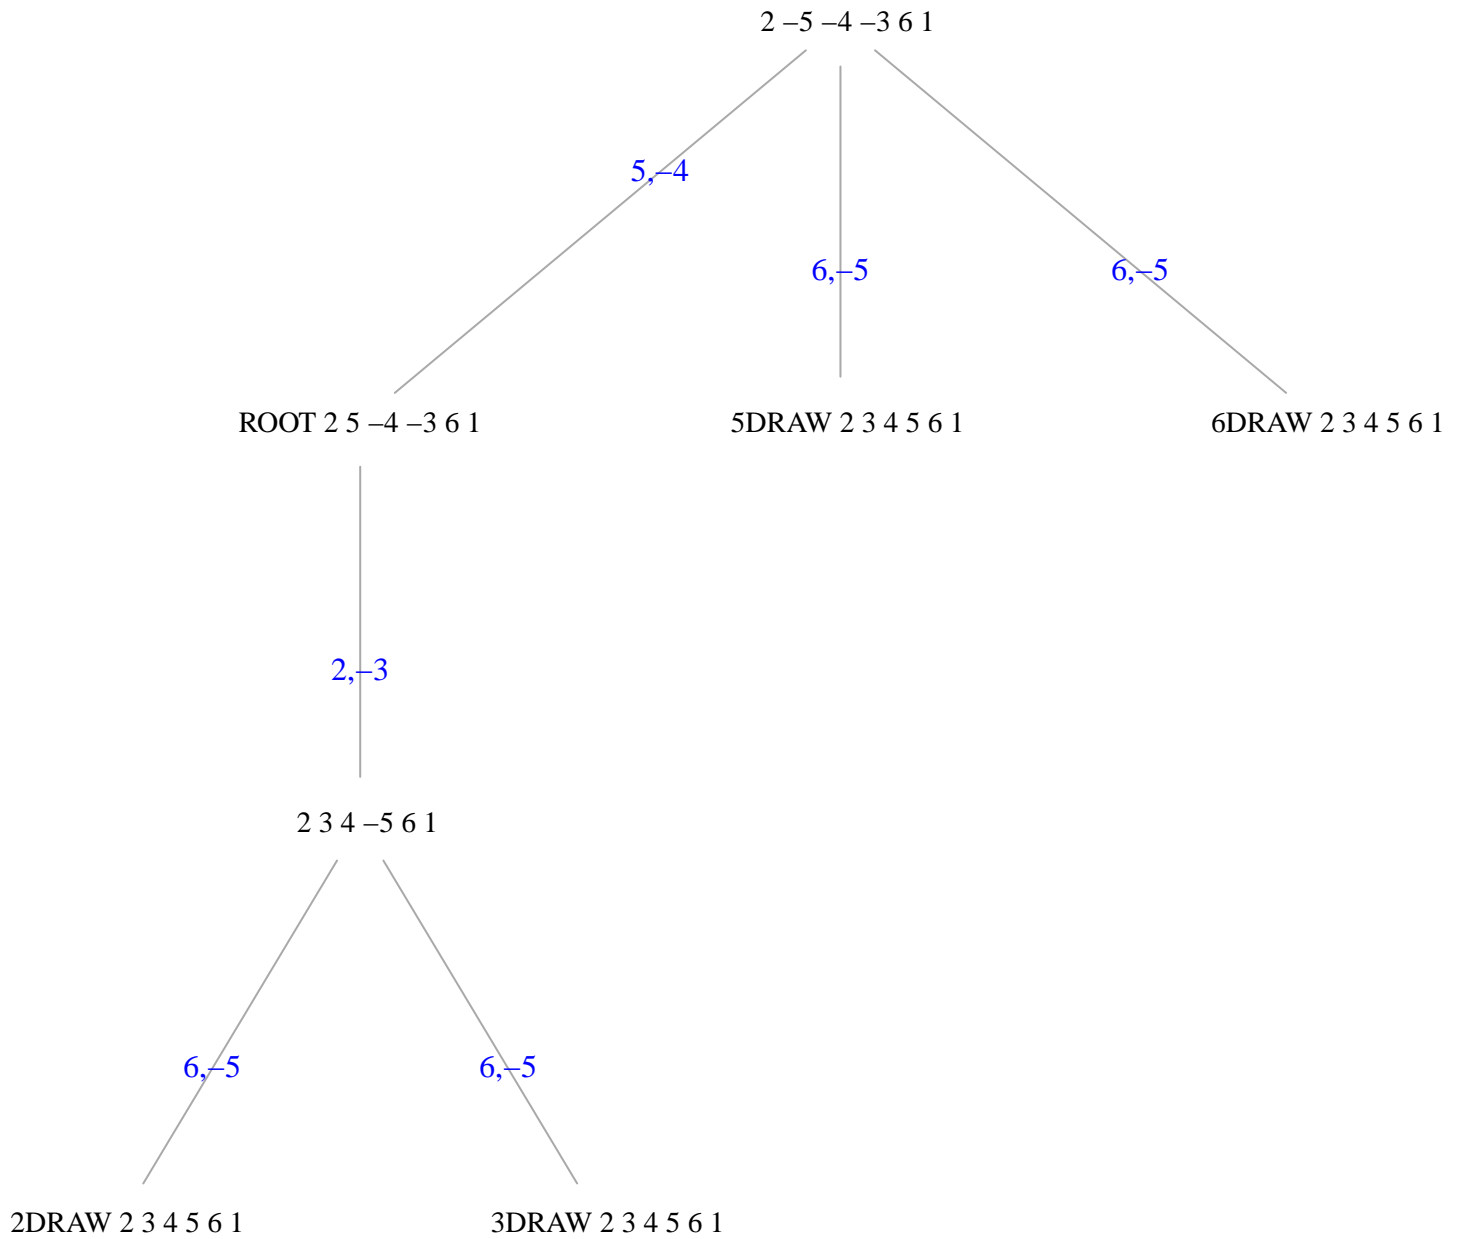 2 –5 –4 –3 6 1
5,–4
6,–5
6,–5
ROOT 2 5 –4 –3 6 1
5DRAW 2 3 4 5 6 1
6DRAW 2 3 4 5 6 1
2,–3
2 3 4 –5 6 1
6,–5
6,–5
2DRAW 2 3 4 5 6 1
3DRAW 2 3 4 5 6 1